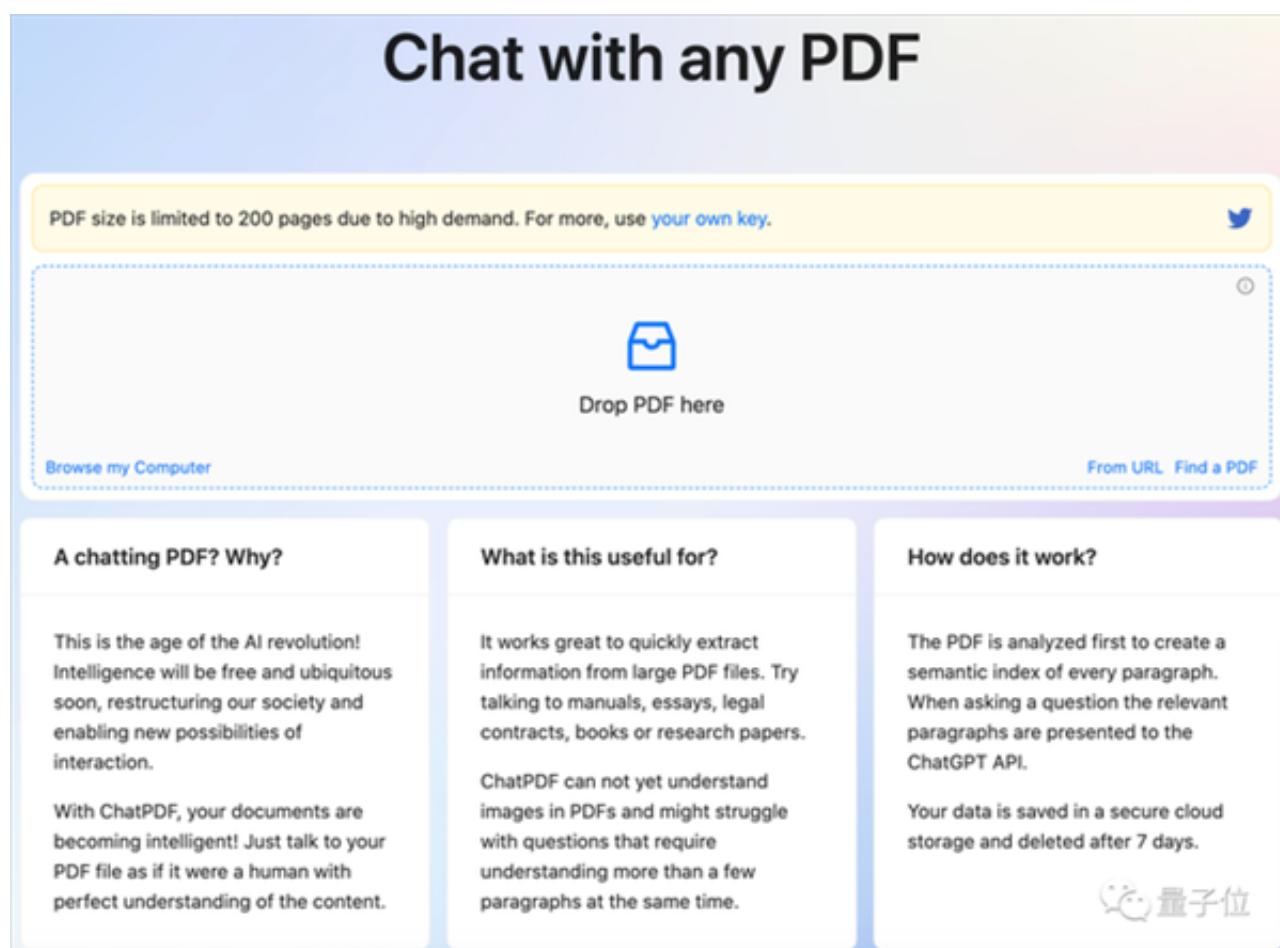 Chat with any PDF
PDF size is limited to 200 pages due to high demand. For more, use your own key.
Drop PDF here
Browse my Computer
From URL Find a PDF
A chatting PDF? Why?
This is the age of the AI revolution!
Intelligence will be free and ubiquitous
soon, restructuring our society and
enabling new possibilities of
interaction.
With ChatPDF, your documents are
becoming intelligent! Just talk to your
PDF file as if it were a human with
perfect understanding of the content.
What is this useful for?
It works great to quickly extract
information from large PDF files. Try
talking to manuals, essays, legal
contracts, books or research papers.
ChatPDF can not yet understand
images in PDFs and might struggle
with questions that require
understanding more than a few
paragraphs at the same time.
How does it work?
The PDF is analyzed first to create a
semantic index of every paragraph.
When asking a question the relevant
paragraphs are presented to the
ChatGPT API.
Your data is saved in a secure cloud
storage and deleted after 7 days.
量子位